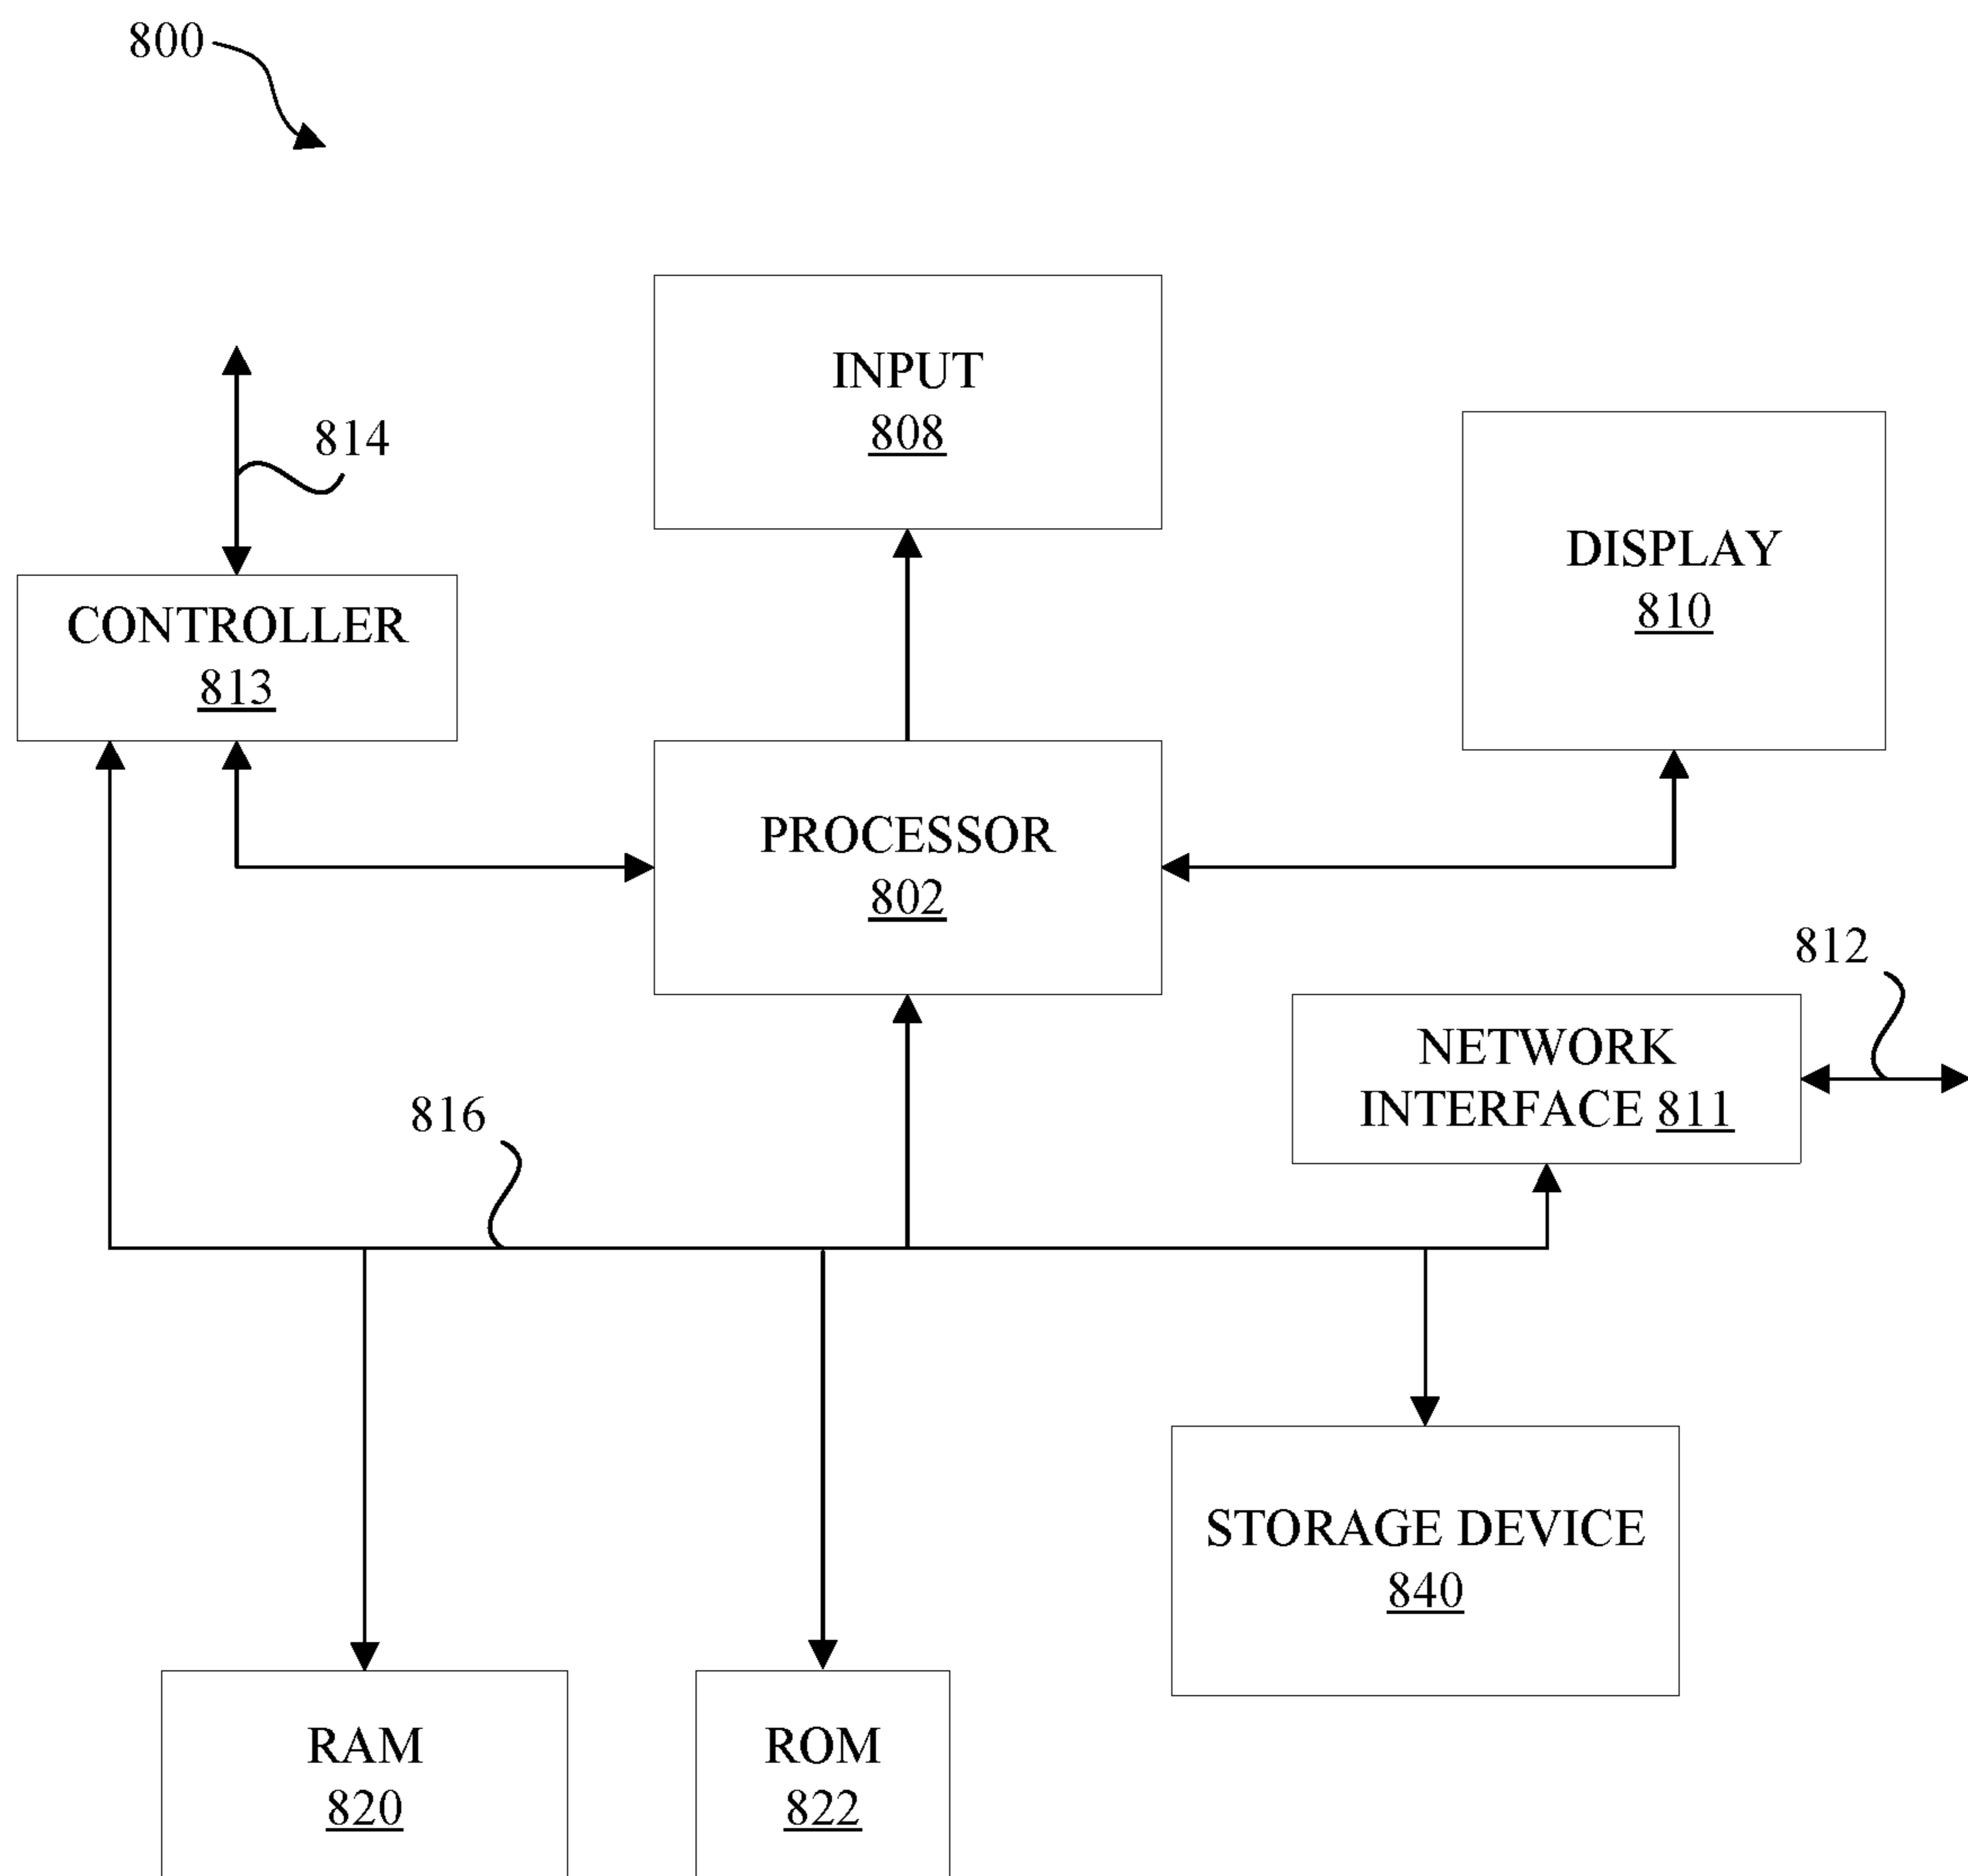 800
INPUT
808
814
DISPLAY
810
CONTROLLER
813
PROCESSOR
802
812
NETWORK
INTERFACE 811
816
STORAGE DEVICE
840
RAM
820
ROM
822